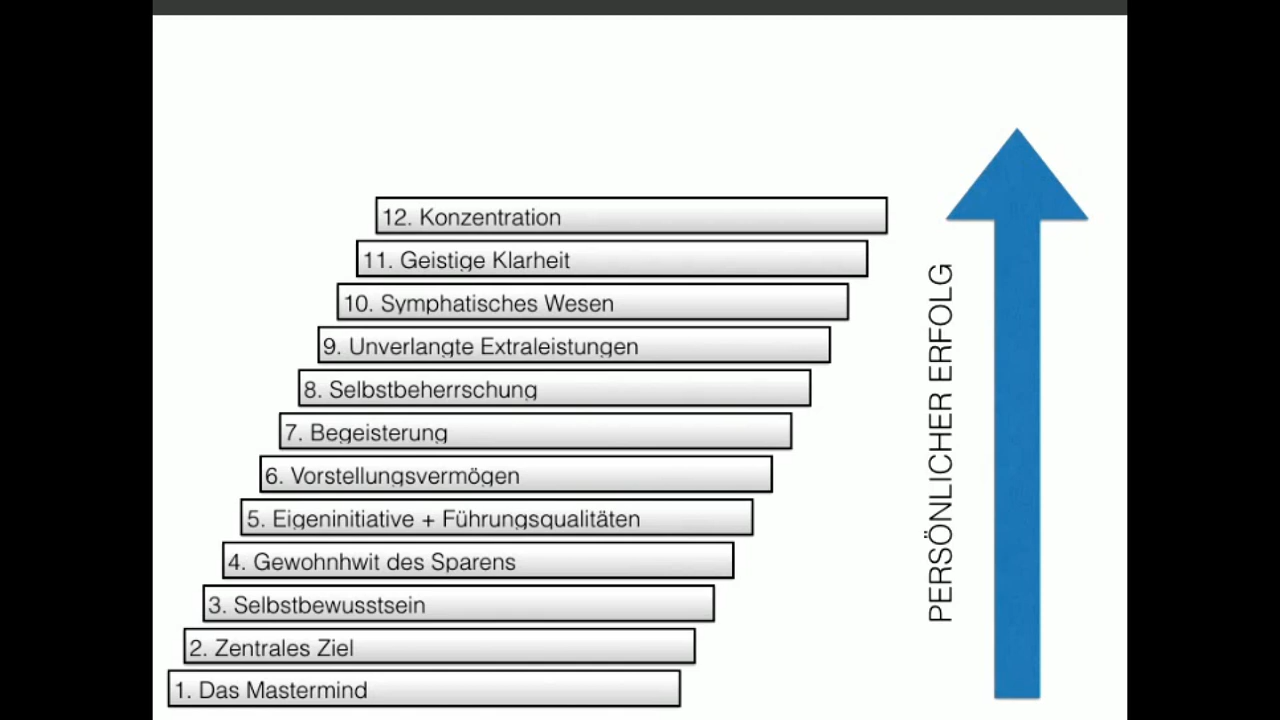 12. Konzentration
11. Geistige Klarheit
10. Symphatisches Wesen
9. Unverlangte Extraleistungen
8. Selbstbeherrschung
7. Begeisterung
6. Vorstellungsvermögen
5. Eigeninitiative + Führungsqualitäten
4. Gewohnhwit des Sparens
3. Selbstbewusstsein
2. Zentrales Ziel
1. Das Mastermind
PERSÖNLICHER ERFOLG